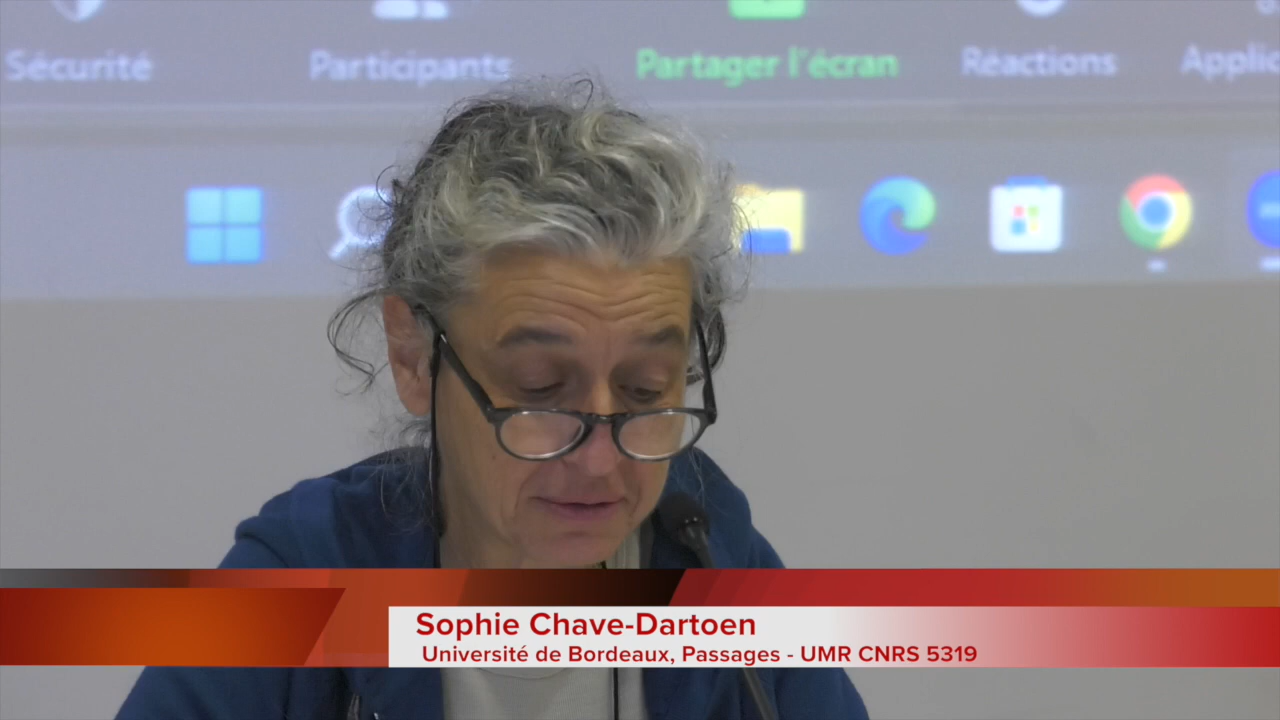 Sécurité
Participants
Partager l'écran
Réactions
Applic
Sophie Chave-Dartoen
Université de Bordeaux, Passages - UMR CNRS 5319